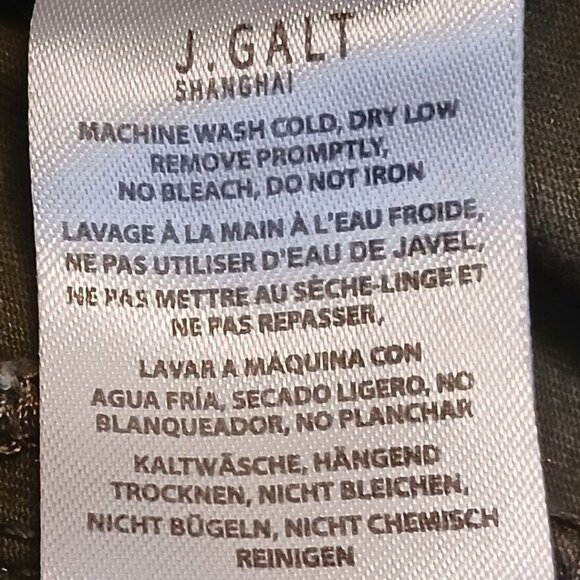 J.GALT
SHANGHAI
MACHINE WASH COLD, DRY LOW
REMOVE PROMPTLY,
NO BLEACH, DO NOT IRON
LAVAGE À LA MAIN À L'EAU FROIDE,
NE PAS UTILISER D'EAU DE JAVEL,
NE PAS METTRE AU SÈCHE-LINGE ET
NE PAS REPASSER,
LAVAR A MÁQUINA CON
AGUA FRÍA, SECADO LIGERO, NO
BLANQUEADOR, NO PLANCHAR
KALTWÄSCHE, HÄNGEND
TROCKNEN, NICHT BLEICHEN,
NICHT BÜGELN, NICHT CHEMISCH
REINIGEN